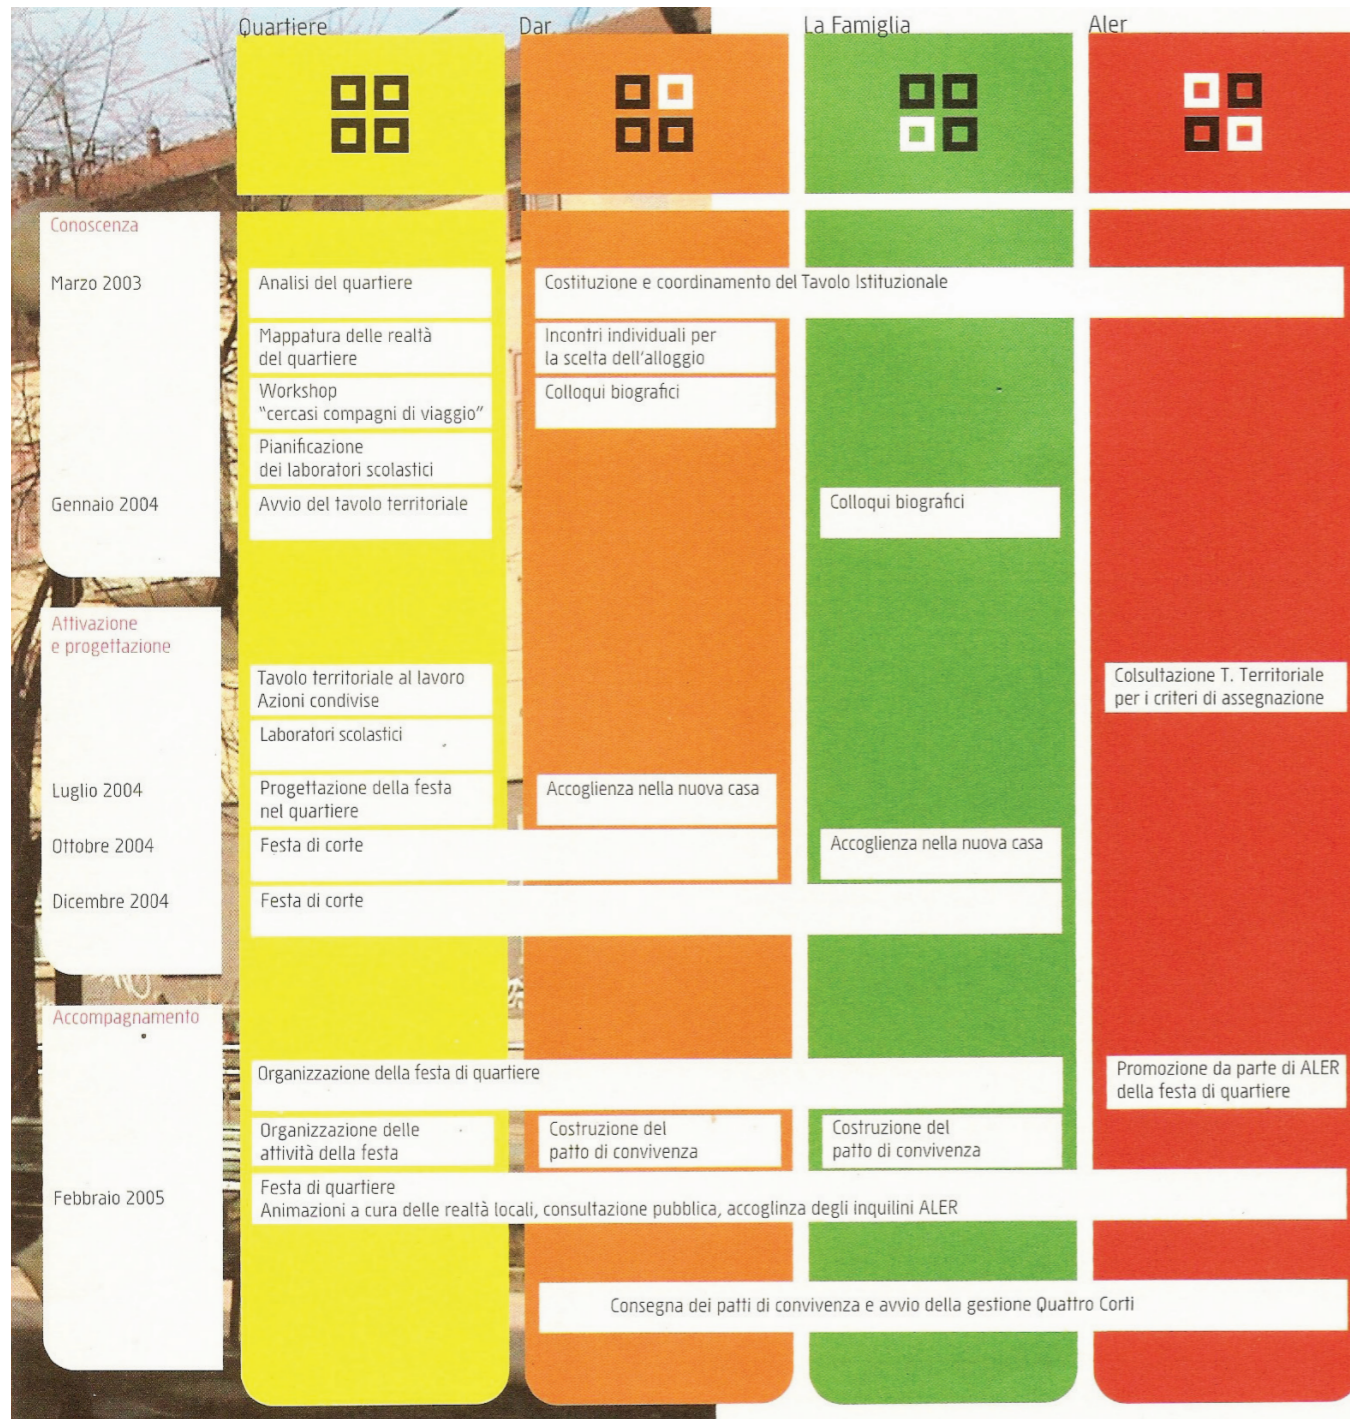 Quartiere
Dar.
La Famiglia
Aler
Conoscenza
Marzo 2003
Analisi del quartiere
Costituzione e coordinamento del Tavolo Istituzionale
Mappatura delle realtà
del quartiere
Incontri individuali per
la scelta dell'alloggio
Workshop
"cercasi compagni di viaggio"
Colloqui biografici
Pianificazione
dei laboratori scolastici
Gennaio 2004
Avvio del tavolo territoriale
Colloqui biografici
Attivazione
e progettazione
Tavolo territoriale al lavoro
Azioni condivise
Colsultazione T. Territoriale
per i criteri di assegnazione
Laboratori scolastici
Luglio 2004
Progettazione della festa
nel quartiere
Accoglienza nella nuova casa
Ottobre 2004
Festa di corte
Accoglienza nella nuova casa
Dicembre 2004
Festa di corte
Accompagnamento
Organizzazione della festa di quartiere
Promozione da parte di ALER
della festa di quartiere
Organizzazione delle
attività della festa
Costruzione del
patto di convivenza
Costruzione del
patto di convivenza
Febbraio 2005
Festa di quartiere
Animazioni a cura delle realtà locali, consultazione pubblica, accoglinza degli inquilini ALER
Consegna dei patti di convivenza e avvio della gestione Quattro Corti